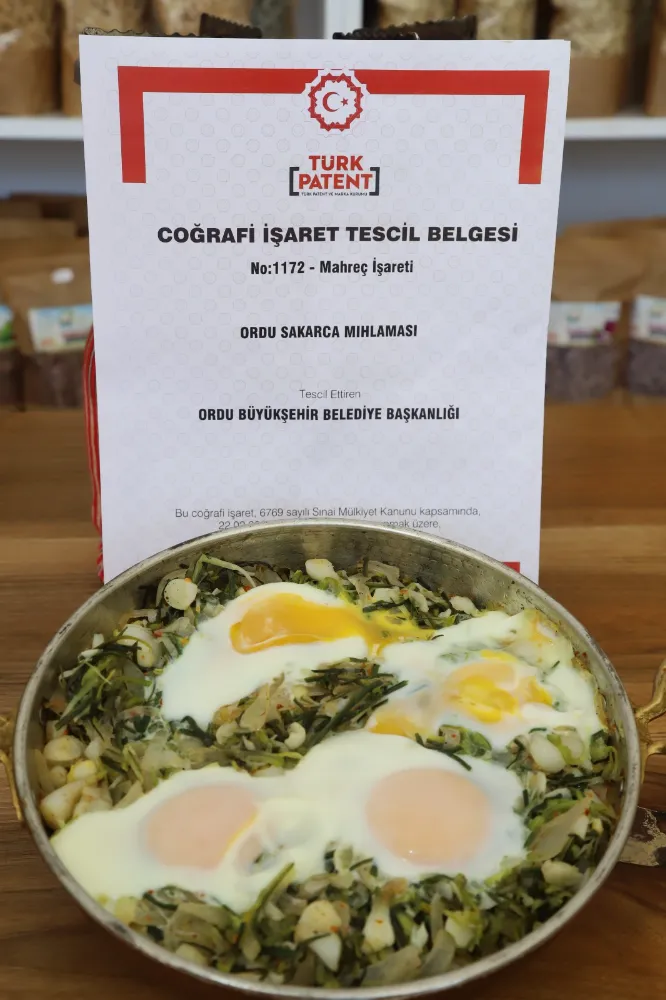 TÜRK
PATENT
TÜRK PATENT VE MARKA KURUMU
COĞRAFİ İŞARET TESCİL BELGESİ
No:1172 - Mahreç İşareti
ORDU SAKARCA MIHLAMASI
Tescil Ettiren
ORDU BÜYÜKŞEHİR BELEDİYE BAŞKANLIĞI
Bu coğrafi işaret, 6769 sayılı Sınai Mülkiyet Kanunu kapsamında,
üzere,